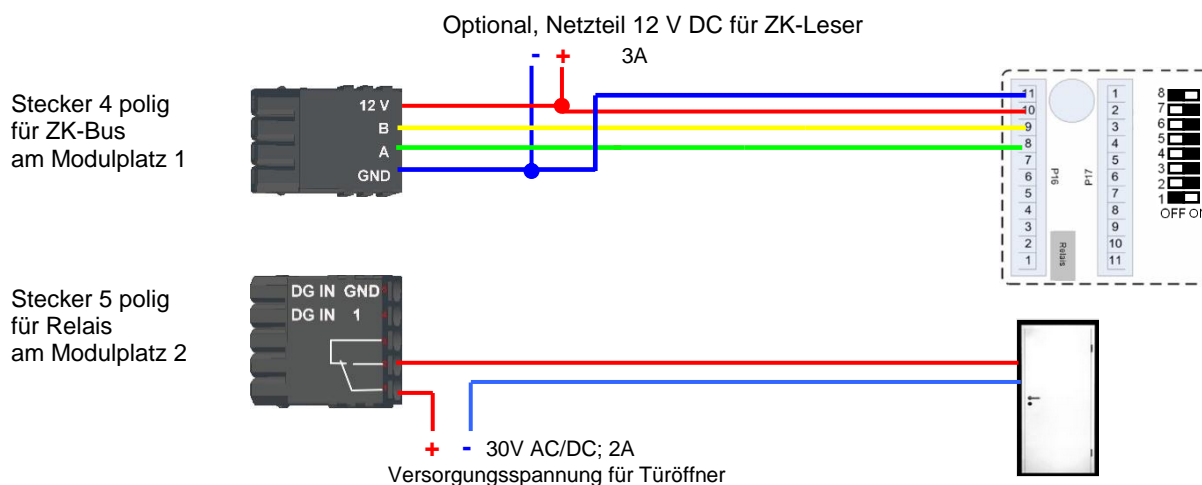 Optional, Netzteil 12 V DC für ZK-Leser
- + 3A
Stecker 4 polig
für ZK-Bus
am Modulplatz 1
12 V
B
A
GND
11
10
9
8
7
6
5
4
3
2
1
P16
Relais
P17
1
2
3
4
5
6
7
8
9
10
11
8
7
6
5
4
3
2
1
OFF ON
Stecker 5 polig
für Relais
am Modulplatz 2
DG IN GND
DG IN 1
+ - 30V AC/DC; 2A
Versorgungsspannung für Türöffner